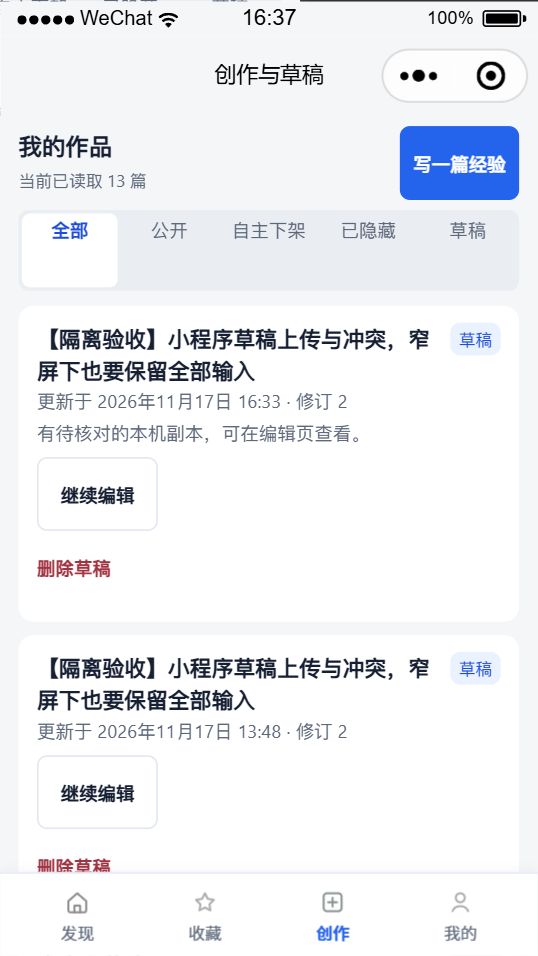 WeChat 16:37 100%
创作与草稿
我的作品
当前已读取 13 篇
写一篇经验
全部 公开 自主下架 已隐藏 草稿
【隔离验收】小程序草稿上传与冲突，窄
屏下也要保留全部输入
草稿
更新于 2026年11月17日 16:33 · 修订 2
有待核对的本机副本，可在编辑页查看。
继续编辑
删除草稿
【隔离验收】小程序草稿上传与冲突，窄
屏下也要保留全部输入
草稿
更新于 2026年11月17日 13:48 · 修订 2
继续编辑
删除草稿
发现 收藏 创作 我的